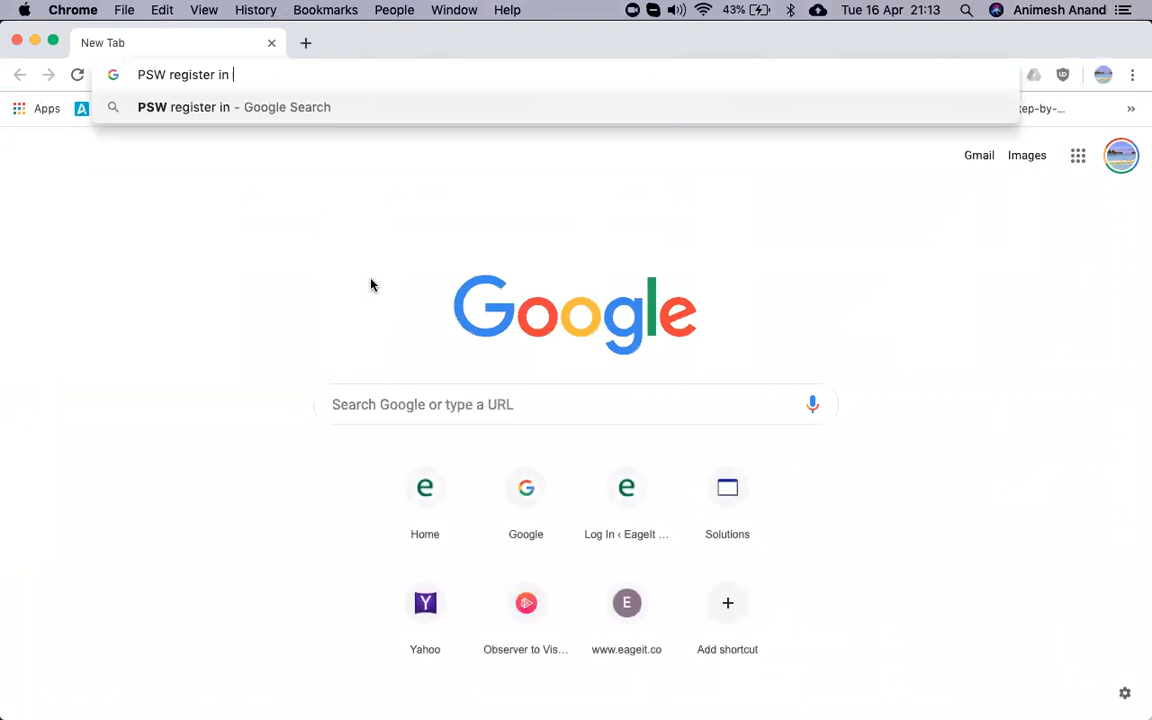 Chrome File Edit View History Bookmarks People Window Help 43% Tue 16 Apr 21:13 Animesh Anand
New Tab
PSW register in
Apps
PSW register in - Google Search
tep-by-...
»
Gmail Images
Google
Search Google or type a URL
Home Google Log In ‹ EageIt ... Solutions
E
Yahoo Observer to Vis... www.eageit.co Add shortcut